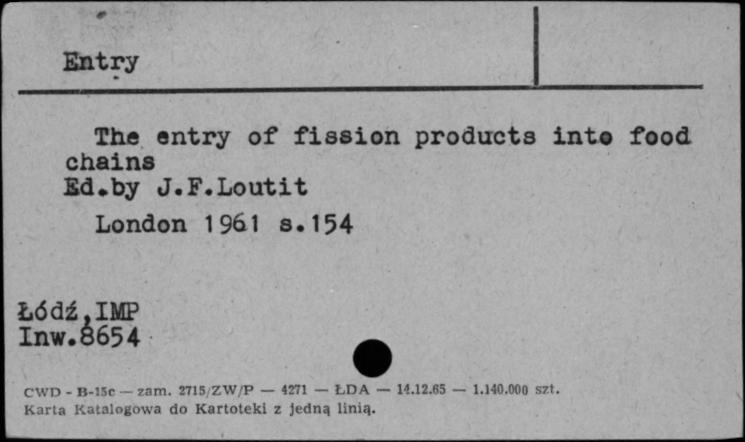 Entry
The entry of fission products into food
chains
Ed.by J.F.Loutit
London 1961 s.154
Łódź,IMP
Inw.8654
CWD - B-15c — zam. 2715/ZW/P — 4271 — ŁDA — 14.12.65 — 1.140.000 szt.
Karta Katalogowa do Kartoteki z jedną linią.